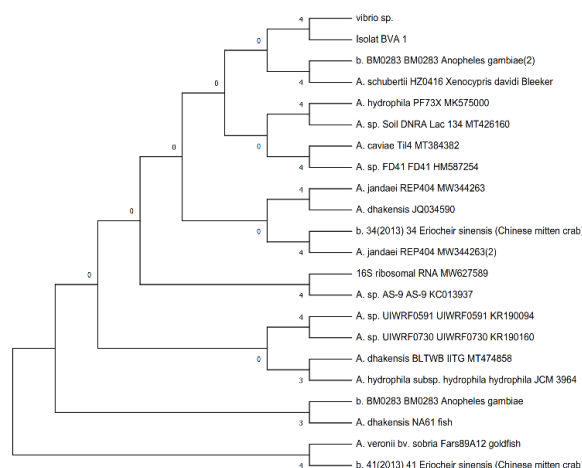 4
vibrio sp.
0
Isolat BVA 1
b. BM0283 BM0283 Anopheles gambiae(2)
0
4
A. schubertii HZ0416 Xenocypris davidi Bleeker
4
A. hydrophila PF73X MK575000
A. sp. Soil DNRA Lac 134 MT426160
0
0
A. caviae Til4 MT384382
4
A. sp. FD41 FD41 HM587254
4
A. jandaei REP404 MW344263
0
A. dhakensis JQ034590
0
b. 34(2013) 34 Eriocheir sinensis (Chinese mitten crab)
4
A. jandaei REP404 MW344263(2)
0
16S ribosomal RNA MW627589
4
A. sp. AS-9 AS-9 KC013937
4
A. sp. UIWRF0591 UIWRF0591 KR190094
A. sp. UIWRF0730 UIWRF0730 KR190160
0
A. dhakensis BLTWB IITG MT474858
3
A. hydrophila subsp. hydrophila hydrophila JCM 3964
b. BM0283 BM0283 Anopheles gambiae
3
A. dhakensis NA61 fish
A. veronii bv. sobria Fars89A12 goldfish
4
b. 41(2013) 41 Eriocheir sinensis (Chinese mitten crab)